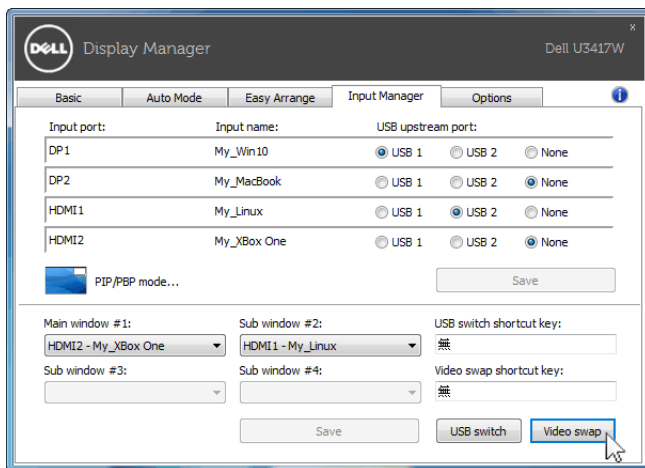 x
DELL Display Manager Dell U3417W
Basic Auto Mode Easy Arrange Input Manager Options i
Input port: Input name: USB upstream port:
DP1 My_Win10 USB 1 USB 2 None
DP2 My_MacBook USB 1 USB 2 None
HDMI1 My_Linux USB 1 USB 2 None
HDMI2 My_XBox One USB 1 USB 2 None
PIP/PBP mode... Save
Main window #1: Sub window #2: USB switch shortcut key:
HDMI2 - My_XBox One HDMI1 - My_Linux 無
Sub window #3: Sub window #4: Video swap shortcut key:
無
Save USB switch Video swap